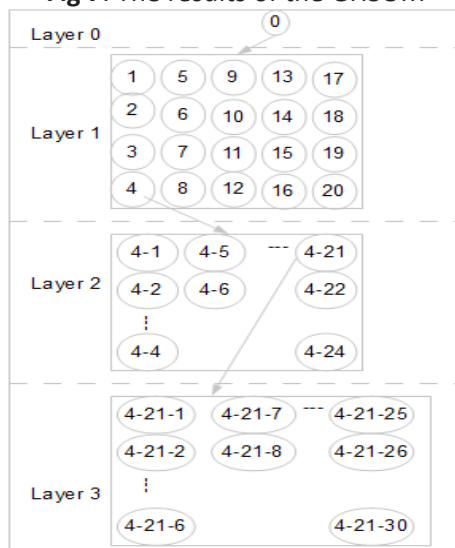 The results of the
Layer 0
0
Layer 1
1 5 9 13 17
2 6 10 14 18
3 7 11 15 19
4 8 12 16 20
Layer 2
4-1 4-5 --- 4-21
4-2 4-6 4-22
4-4 4-24
Layer 3
4-21-1 4-21-7 --- 4-21-25
4-21-2 4-21-8 4-21-26
4-21-6 4-21-30